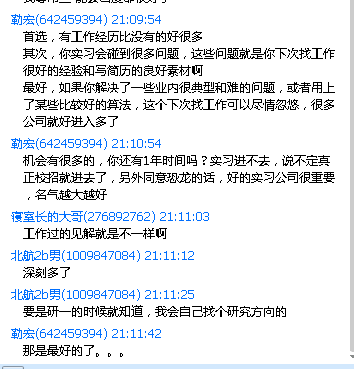 勒宏(642459394) 21:09:54
首选，有工作经历比没有的好很多
其次，你实习会碰到很多问题，这些问题就是你下次找工作
很好的经验和写简历的良好素材啊
最好，如果你解决了一些业内很典型和难的问题，或者用上
了某些比较好的算法，这个下次找工作可以尽情忽悠，很多
公司就好进入多了
勒宏(642459394) 21:10:54
机会有很多的，你还有1年时间吗？实习进不去，说不定真
正校招就进去了，另外同意恐龙的话，好的实习公司很重要
，名气越大越好
寝室长的大哥(276892762) 21:11:03
工作过的见解就是不一样啊
北航2b男(1009847084) 21:11:12
深刻多了
北航2b男(1009847084) 21:11:25
要是研一的时候就知道，我会自己找个研究方向的
勒宏(642459394) 21:11:42
那是最好的了。。。